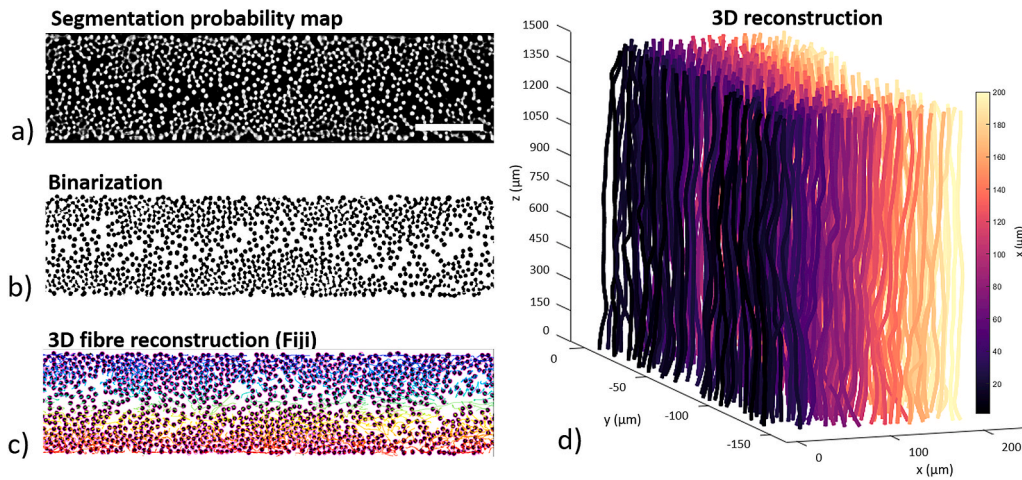 Segmentation probability map
a)
Binarization
b)
3D fibre reconstruction (Fiji)
c)
3D reconstruction
1500
1350
1200
1050
900
750
600
450
300
150
0
z (µm)
0
-50
-100
-150
y (µm)
0
100
200
x (µm)
200
180
160
140
120
100
80
60
40
20
x (µm)
d)